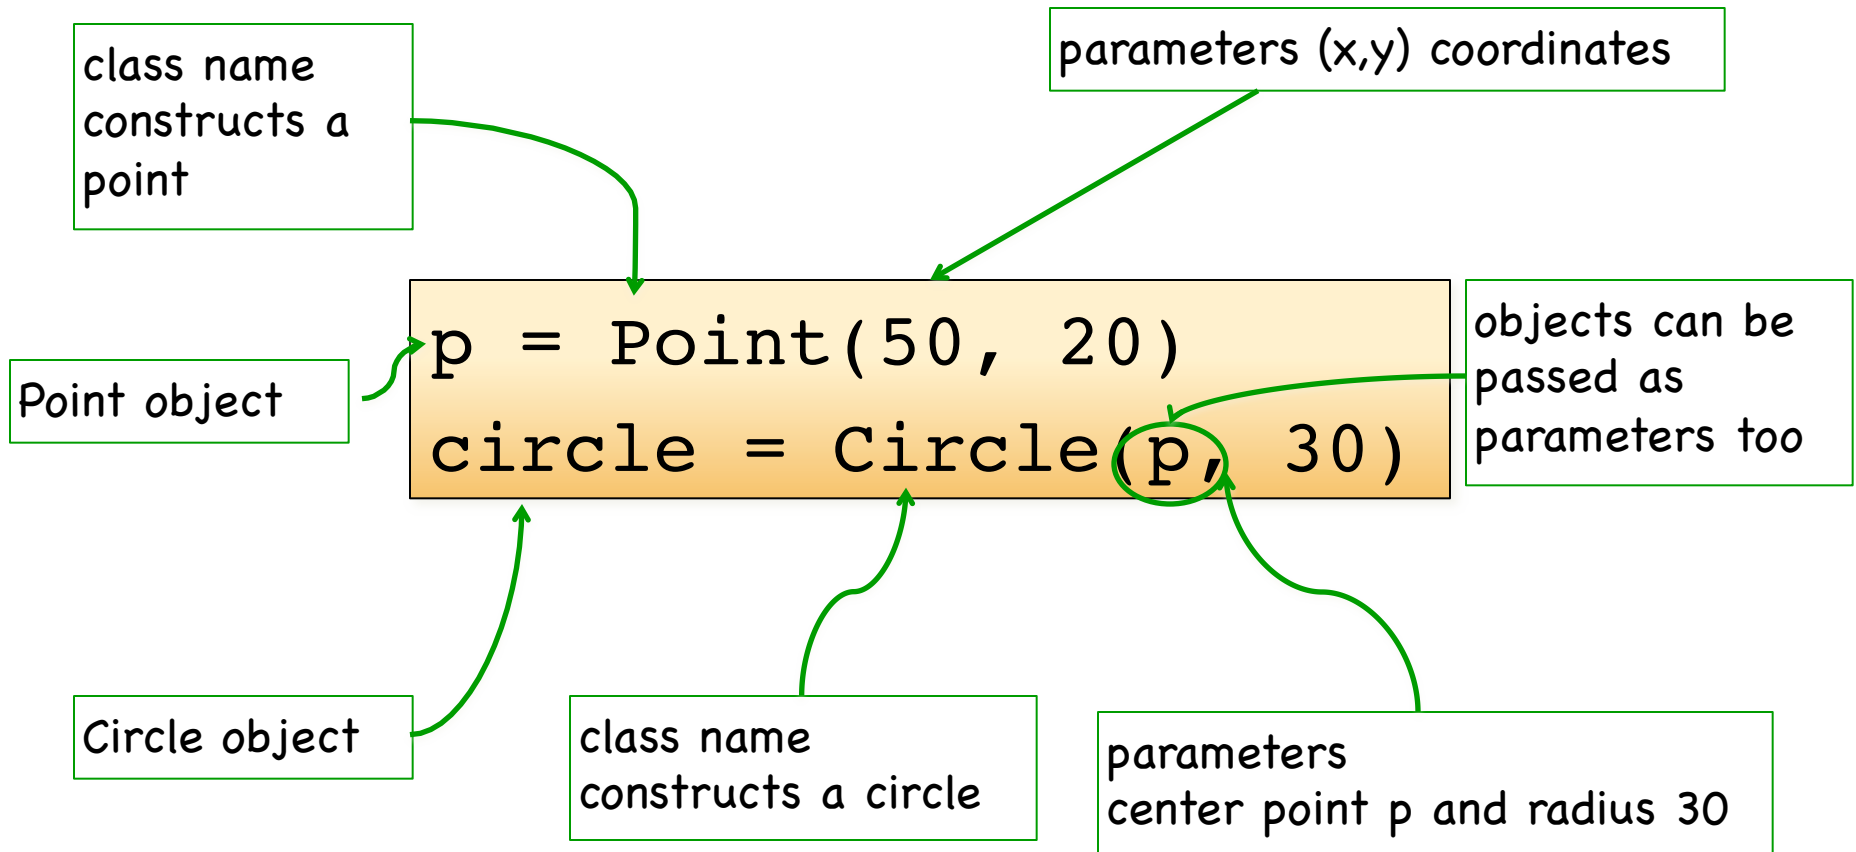 class name
constructs a
point
parameters (x,y) coordinates
p = Point(50, 20)
circle = Circle(p, 30)
Point object
objects can be
passed as
parameters too
Circle object
class name
constructs a circle
parameters
center point p and radius 30